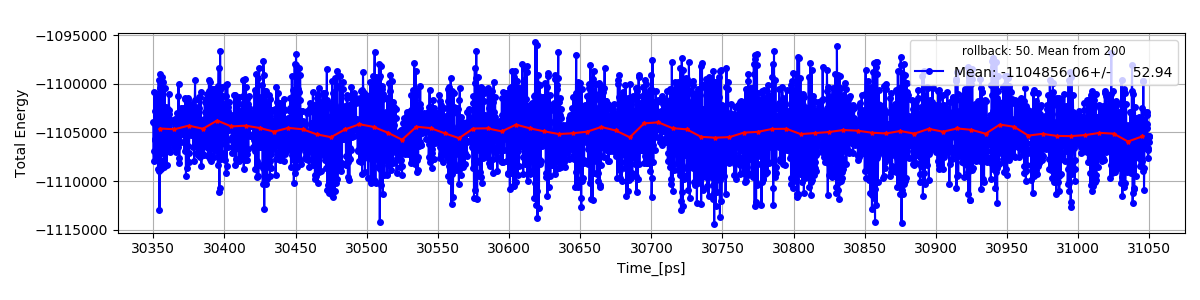 −1095000
−1100000
−1105000
−1110000
−1115000
Total Energy
rollback: 50. Mean from 200
Mean: -1104856.06+/- 52.94
30350 30400 30450 30500 30550 30600 30650 30700 30750 30800 30850 30900 30950 31000 31050
Time_[ps]